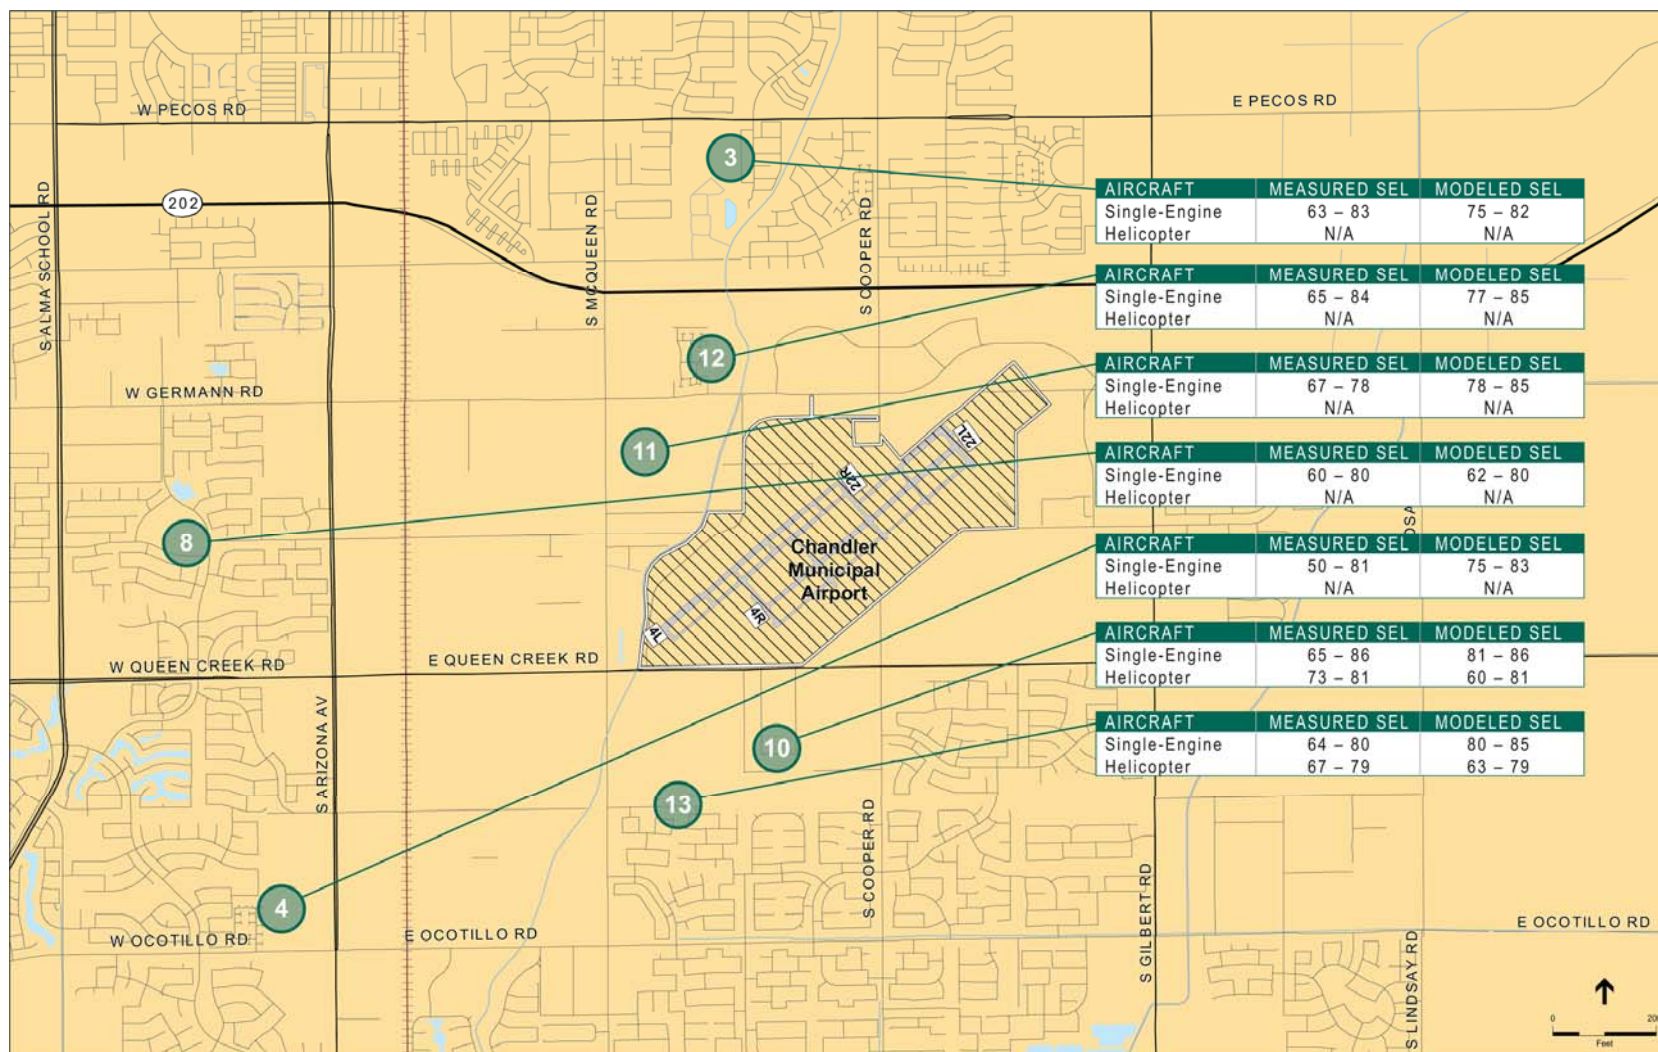 W PECOS RD
E PECOS RD
202
S ALMA SCHOOL RD
S MCQUEEN RD
S COOPER RD
3
AIRCRAFT MEASURED SEL MODELED SEL
Single-Engine 63 – 83 75 – 82
Helicopter N/A N/A
12
AIRCRAFT MEASURED SEL MODELED SEL
Single-Engine 65 – 84 77 – 85
Helicopter N/A N/A
W GERMANN RD
11
AIRCRAFT MEASURED SEL MODELED SEL
Single-Engine 67 – 78 78 – 85
Helicopter N/A N/A
22L
22R
8
AIRCRAFT MEASURED SEL MODELED SEL
Single-Engine 60 – 80 62 – 80
Helicopter N/A N/A
Chandler
Municipal
Airport
4L
4R
AIRCRAFT MEASURED SEL MODELED SEL
Single-Engine 50 – 81 75 – 83
Helicopter N/A N/A
W QUEEN CREEK RD
E QUEEN CREEK RD
AIRCRAFT MEASURED SEL MODELED SEL
Single-Engine 65 – 86 81 – 86
Helicopter 73 – 81 60 – 81
S ARIZONA AV
10
13
AIRCRAFT MEASURED SEL MODELED SEL
Single-Engine 64 – 80 80 – 85
Helicopter 67 – 79 63 – 79
S COOPER RD
4
W OCOTILLO RD
E OCOTILLO RD
S GILBERT RD
E OCOTILLO RD
S LINDSAY RD
0
Feet